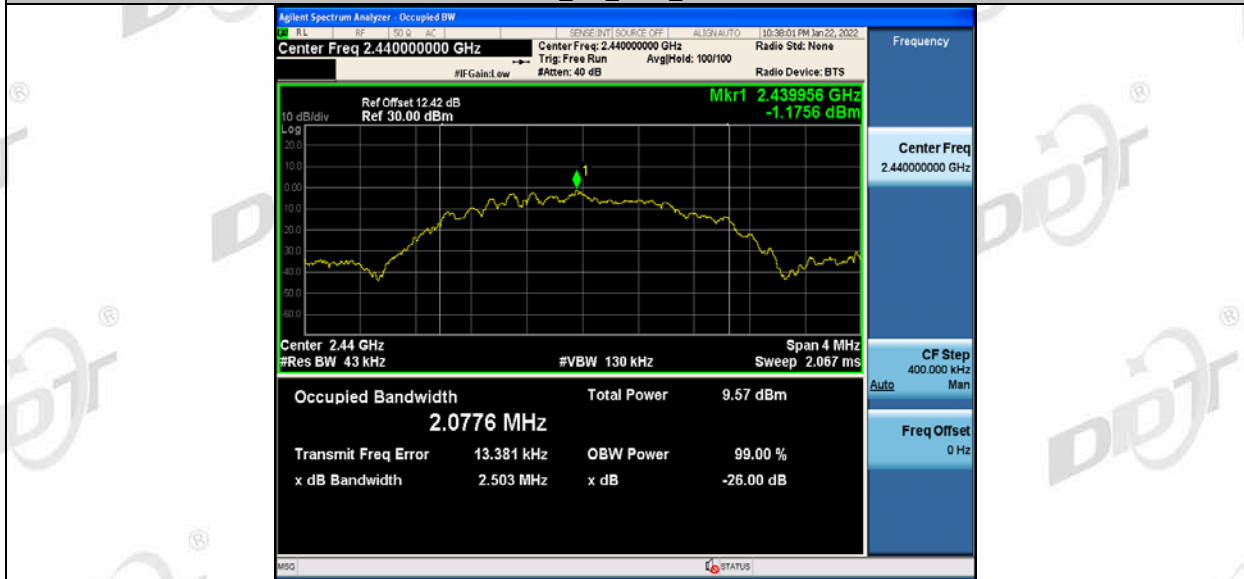 Agilent Spectrum Analyzer - Occupied BW
RL RF 50 Ω AC SENSE:INT SOURCE OFF ALIGNAUTO 10:38:01 PM Jan 22, 2022
Center Freq 2.440000000 GHz
Center Freq: 2.440000000 GHz
Radio Std: None
Trig: Free Run Avg|Hold: 100/100
#IFGain:Low #Atten: 40 dB Radio Device: BTS
Frequency
Mkr1 2.439956 GHz
-1.1756 dBm
Ref Offset 12.42 dB
10 dB/div Ref 30.00 dBm
Log
20.0
10.0
0.00
-10.0
-20.0
-30.0
-40.0
-50.0
-60.0
1
Center Freq
2.440000000 GHz
Center 2.44 GHz Span 4 MHz
#Res BW 43 kHz #VBW 130 kHz Sweep 2.067 ms
CF Step
400.000 kHz
Auto Man
Occupied Bandwidth Total Power 9.57 dBm
2.0776 MHz
Transmit Freq Error 13.381 kHz OBW Power 99.00 %
x dB Bandwidth 2.503 MHz x dB -26.00 dB
Freq Offset
0 Hz
MSG STATUS
DDT
®
DDT
®
DDT
®
DDT
®
®